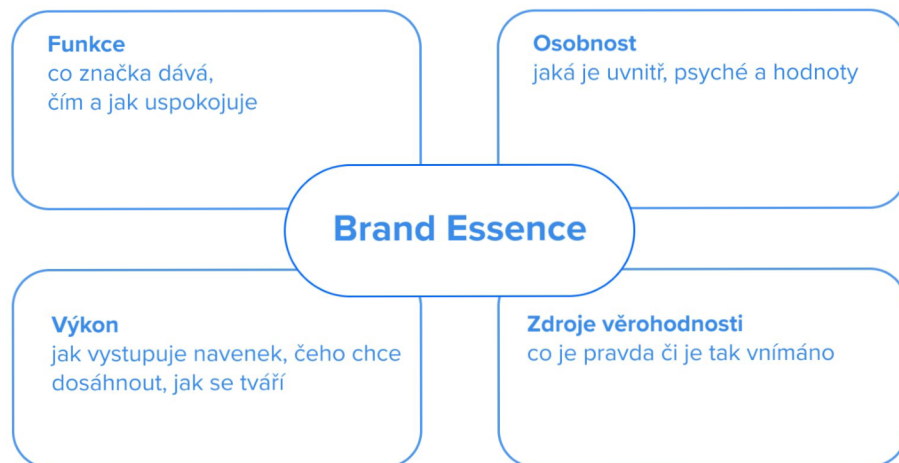 Funkce
co značka dává,
čím a jak uspokojuje
Osobnost
jaká je uvnitř, psyché a hodnoty
Brand Essence
Výkon
jak vystupuje navenek, čeho chce
dosáhnout, jak se tváří
Zdroje věrohodnosti
co je pravda či je tak vnímáno